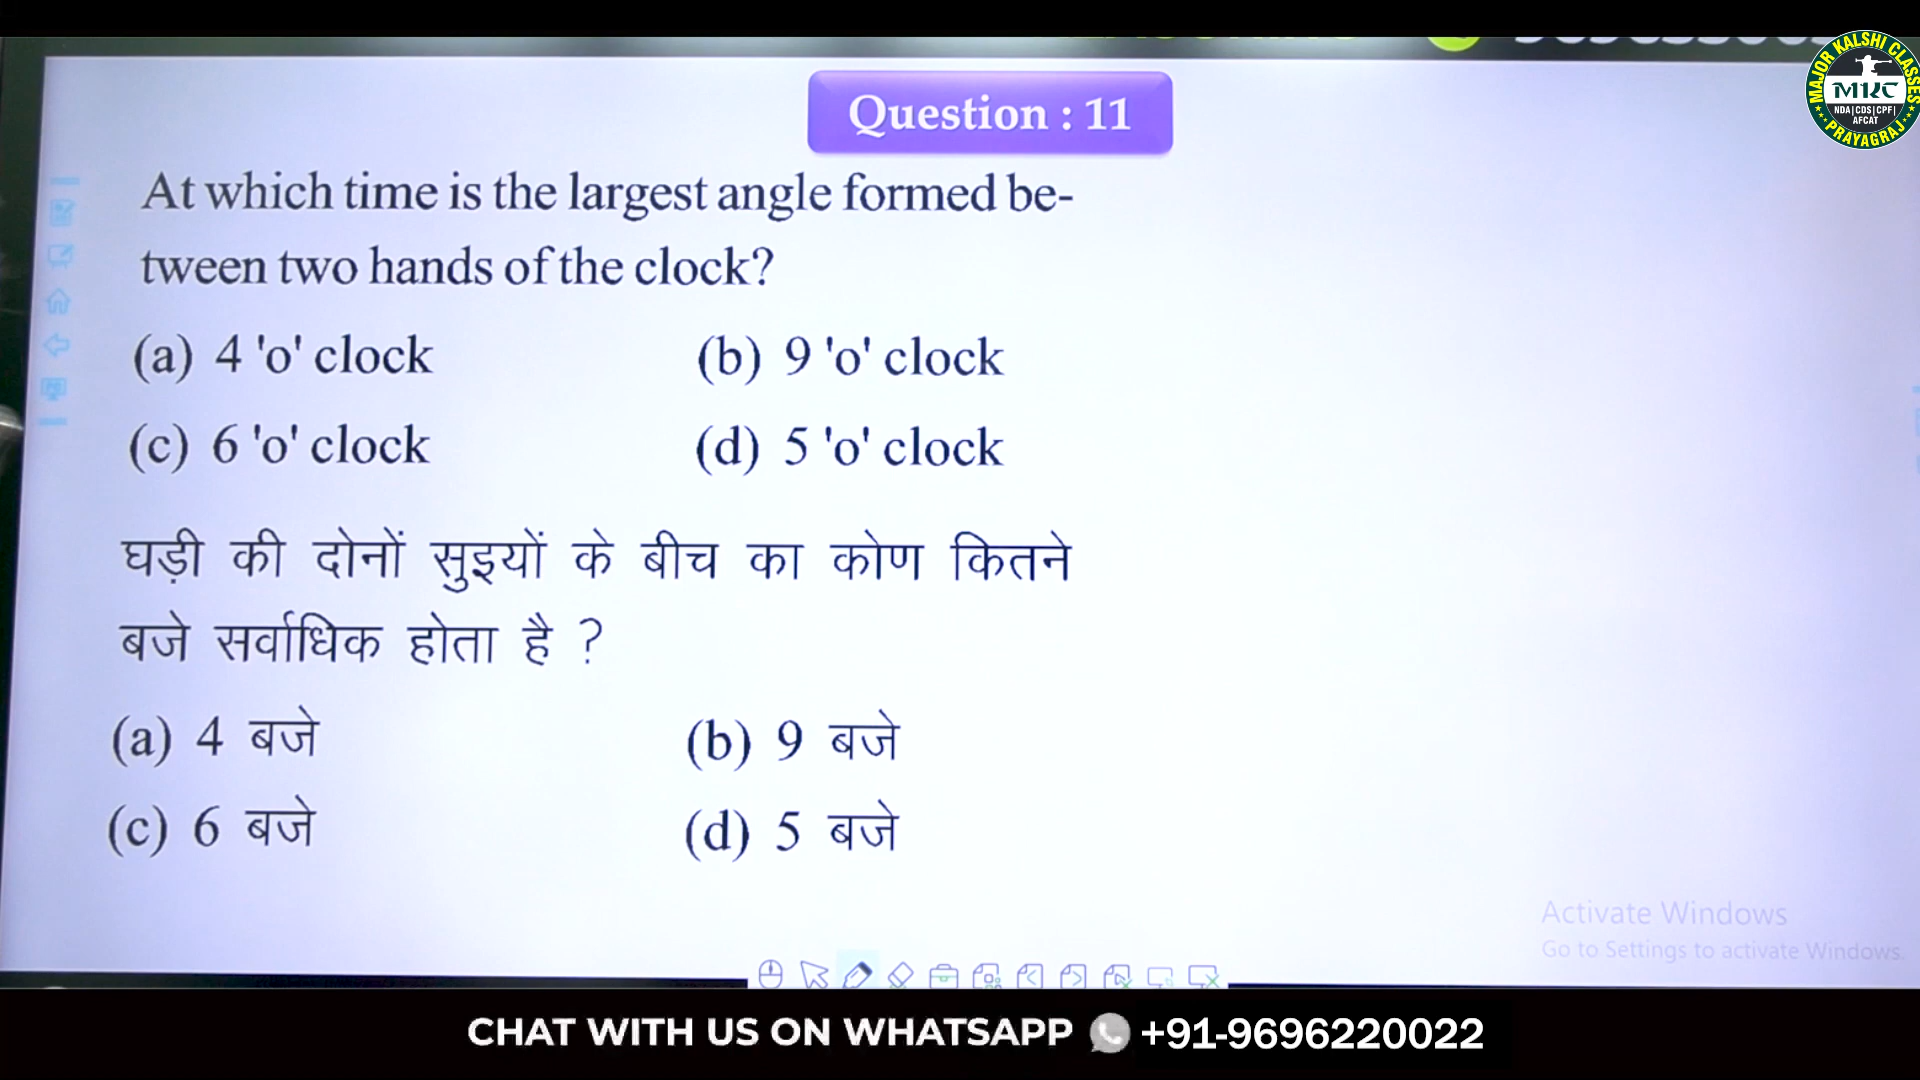 MAJOR KALSHI CLASSES
MKC
NDA|CDS|CPF|
AFCAT
PRAYAGRAJ
Question : 11
At which time is the largest angle formed be-
tween two hands of the clock?
(a) 4 'o' clock (b) 9 'o' clock
(c) 6 'o' clock (d) 5 'o' clock
घड़ी की दोनों सुइयों के बीच का कोण कितने
बजे सर्वाधिक होता है ?
(a) 4 बजे (b) 9 बजे
(c) 6 बजे (d) 5 बजे
Activate Windows
Go to Settings to activate Windows.
CHAT WITH US ON WHATSAPP +91-9696220022